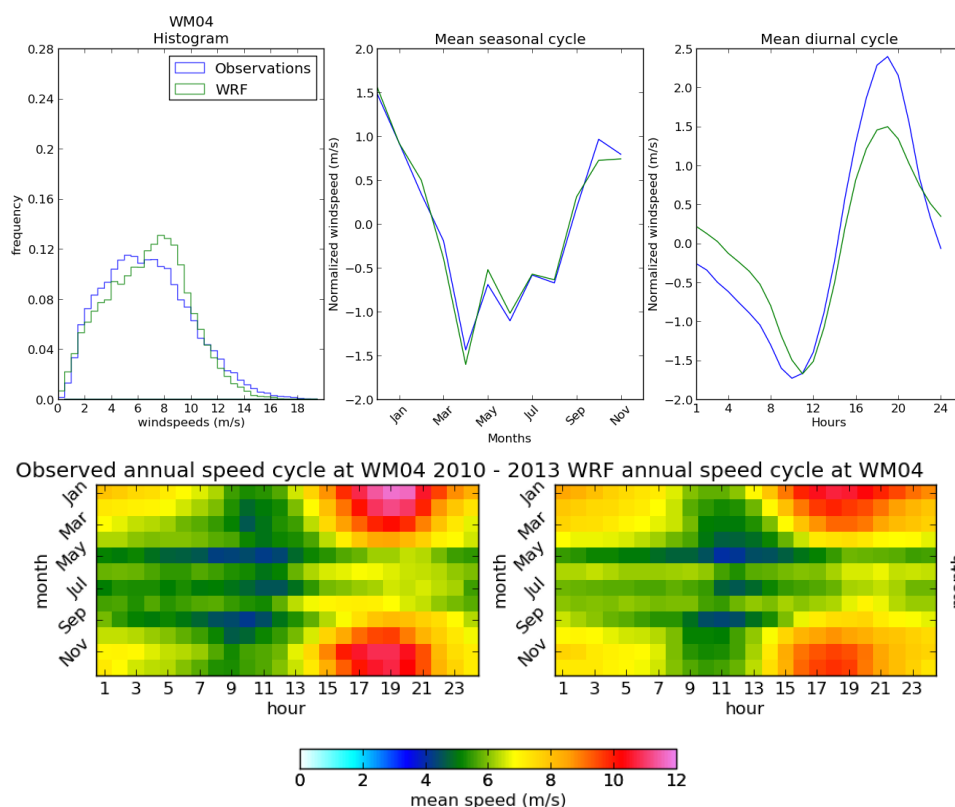 WM04
Histogram
Mean seasonal cycle
Mean diurnal cycle
0.28
0.24
0.2
0.16
0.12
0.08
0.04
0.0
frequency
Observations
WRF
0 2 4 6 8 10 12 14 16 18
windspeeds (m/s)
2.0
1.5
1.0
0.5
0.0
−0.5
−1.0
−1.5
−2.0
Normalized windspeed (m/s)
Jan Mar May Jul Sep Nov
Months
2.5
2.0
1.5
1.0
0.5
0.0
−0.5
−1.0
−1.5
−2.0
Normalized windspeed (m/s)
1 4 8 12 16 20 24
Hours
Observed annual speed cycle at WM04 2010 - 2013 WRF annual speed cycle at WM04
Jan
Mar
May
Jul
Sep
Nov
month
1 3 5 7 9 11 13 15 17 19 21 23
hour
Jan
Mar
May
Jul
Sep
Nov
month
1 3 5 7 9 11 13 15 17 19 21 23
hour
month
0 2 4 6 8 10 12
mean speed (m/s)